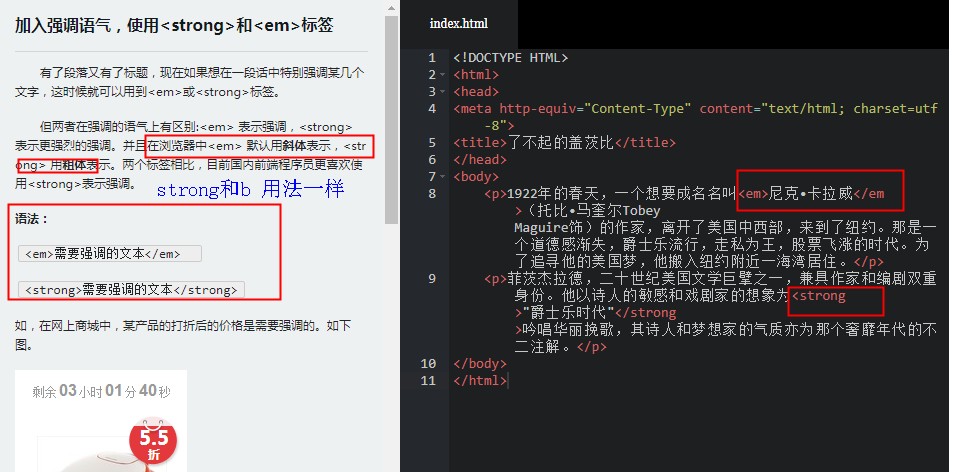 加入强调语气，使用<strong>和<em>标签
有了段落又有了标题，现在如果想在一段话中特别强调某几个
文字，这时候就可以用到<em>或<strong>标签。
但两者在强调的语气上有区别:<em> 表示强调，<strong>
表示更强烈的强调。并且在浏览器中<em> 默认用斜体表示，<str
ong> 用粗体表示。两个标签相比，目前国内前端程序员更喜欢使
用<strong>表示强调。
strong和b 用法一样
语法：
<em>需要强调的文本</em>
<strong>需要强调的文本</strong>
如，在网上商城中，某产品的打折后的价格是需要强调的。如下
图。
剩余 03 小时 01 分 40 秒
5.5
折
index.html
1 <!DOCTYPE HTML>
2 <html>
3 <head>
4 <meta http-equiv="Content-Type" content="text/html; charset=utf
-8">
5 <title>了不起的盖茨比</title>
6 </head>
7 <body>
8 <p>1922年的春天，一个想要成名名叫<em>尼克•卡拉威</em
>（托比•马奎尔Tobey
Maguire饰）的作家，离开了美国中西部，来到了纽约。那是一
个道德感渐失，爵士乐流行，走私为王，股票飞涨的时代。为
了追寻他的美国梦，他搬入纽约附近一海湾居住。</p>
9 <p>菲茨杰拉德，二十世纪美国文学巨擘之一，兼具作家和编剧双重
身份。他以诗人的敏感和戏剧家的想象为<strong
>"爵士乐时代"</strong
>吟唱华丽挽歌，其诗人和梦想家的气质亦为那个奢靡年代的不
二注解。</p>
10 </body>
11 </html>